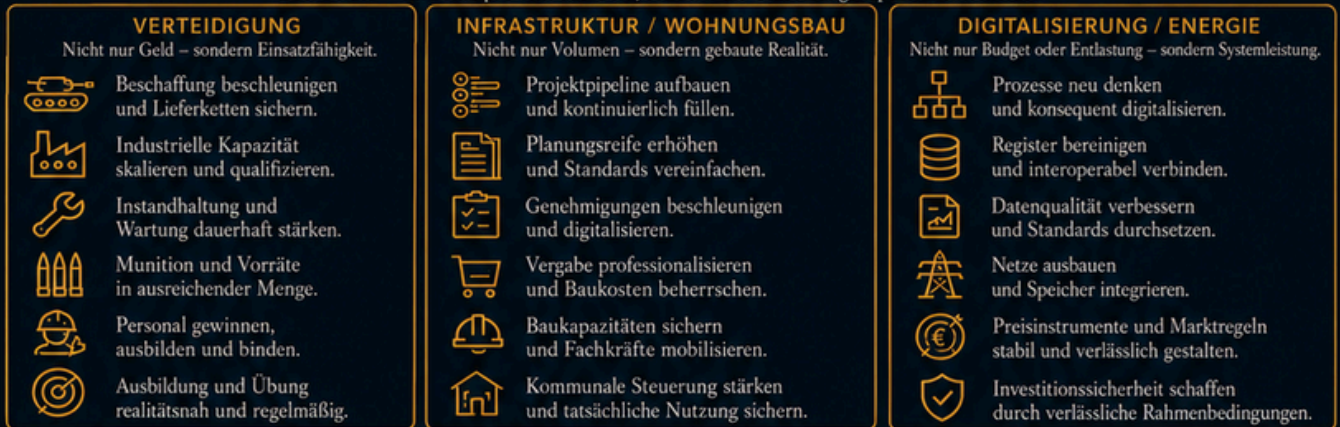 VERTEIDIGUNG
Nicht nur Geld – sondern Einsatzfähigkeit.
Beschaffung beschleunigen
und Lieferketten sichern.
Industrielle Kapazität
skalieren und qualifizieren.
Instandhaltung und
Wartung dauerhaft stärken.
Munition und Vorräte
in ausreichender Menge.
Personal gewinnen,
ausbilden und binden.
Ausbildung und Übung
realitätsnah und regelmäßig.
INFRASTRUKTUR / WOHNUNGSBAU
Nicht nur Volumen – sondern gebaute Realität.
Projektpipeline aufbauen
und kontinuierlich füllen.
Planungsreife erhöhen
und Standards vereinfachen.
Genehmigungen beschleunigen
und digitalisieren.
Vergabe professionalisieren
und Baukosten beherrschen.
Baukapazitäten sichern
und Fachkräfte mobilisieren.
Kommunale Steuerung stärken
und tatsächliche Nutzung sichern.
DIGITALISIERUNG / ENERGIE
Nicht nur Budget oder Entlastung – sondern Systemleistung.
Prozesse neu denken
und konsequent digitalisieren.
Register bereinigen
und interoperabel verbinden.
Datenqualität verbessern
und Standards durchsetzen.
Netze ausbauen
und Speicher integrieren.
€
Preisinstrumente und Marktregeln
stabil und verlässlich gestalten.
Investitionssicherheit schaffen
durch verlässliche Rahmenbedingungen.